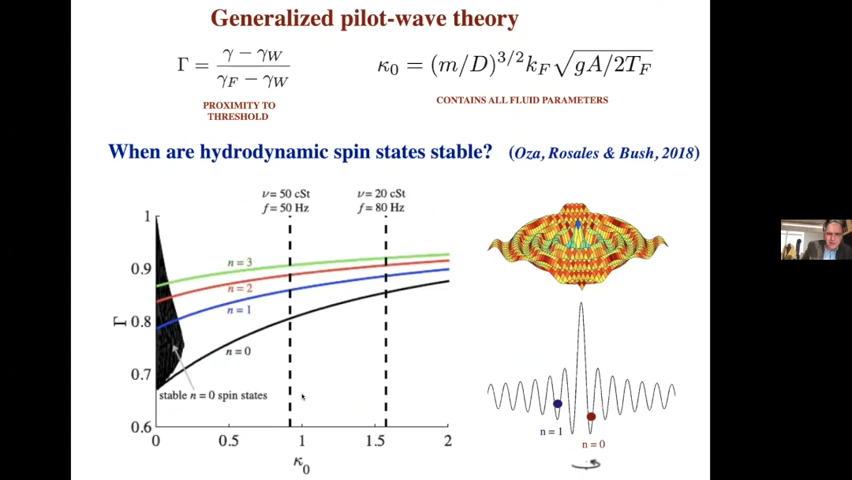 Generalized pilot-wave theory
Γ = (γ − γ_W) / (γ_F − γ_W)
κ₀ = (m/D)^{3/2} k_F √(gA/2T_F)
PROXIMITY TO
THRESHOLD
CONTAINS ALL FLUID PARAMETERS
When are hydrodynamic spin states stable? (Oza, Rosales & Bush, 2018)
ν= 50 cSt
f= 50 Hz
ν= 20 cSt
f= 80 Hz
1
0.9
0.8
0.7
0.6
Γ
n = 3
n = 2
n = 1
n = 0
stable n = 0 spin states
0 0.5 1 1.5 2
κ₀
n = 1
n = 0